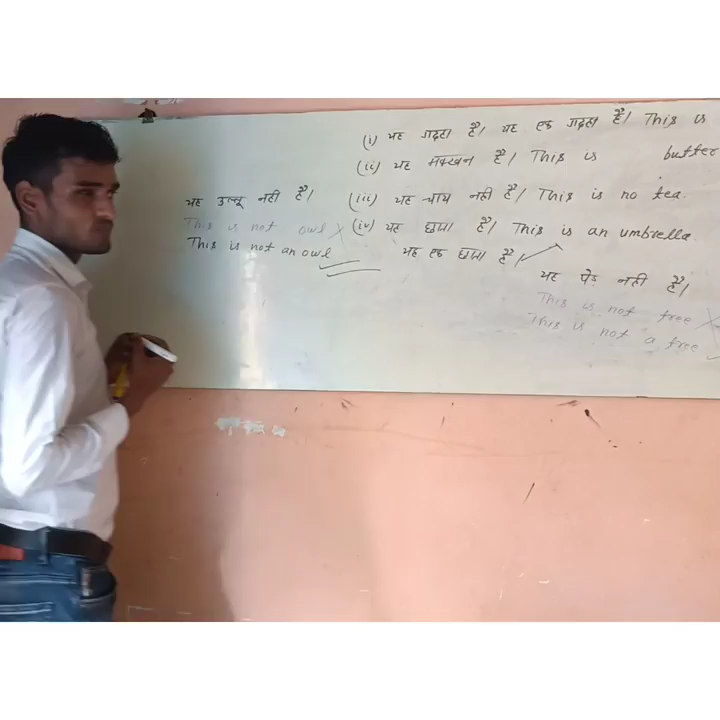 (i) यह गदहा है। यह एक गदहा है। This is
(ii) यह मक्खन है। This is butter
(iii) यह चाय नही है। This is no tea.
(iv) यह छाता है। This is an umbrella.
यह एक छाता है।
यह उल्लू नही है।
This is not owl
This is not an owl
यह पेड़ नही है।
This is not tree
This is not a tree